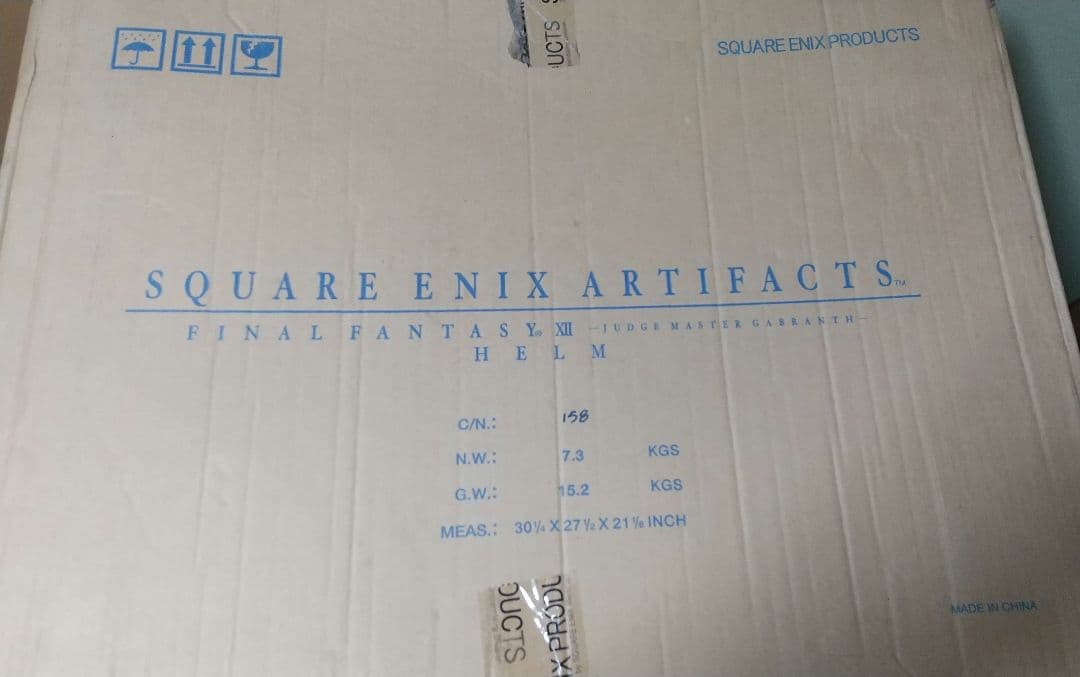 SQUARE ENIX PRODUCTS
UCTS
SQUARE ENIX ARTIFACTS™
FINAL FANTASY® XII -JUDGE MASTER GABRANTH-
HELM
C/N.: 158
N.W.: 7.3 KGS
G.W.: 15.2 KGS
MEAS.: 30¼ X 27½ X 21⅛ INCH
MADE IN CHINA
UCTS
X PRODU